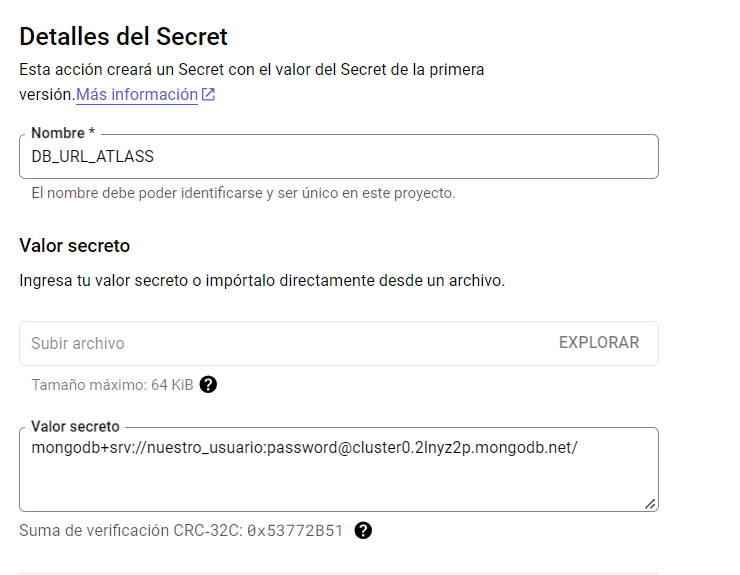 Detalles del Secret
Esta acción creará un Secret con el valor del Secret de la primera
versión.Más información
Nombre *
DB_URL_ATLASS
El nombre debe poder identificarse y ser único en este proyecto.
Valor secreto
Ingresa tu valor secreto o impórtalo directamente desde un archivo.
Subir archivo EXPLORAR
Tamaño máximo: 64 KiB ?
Valor secreto
mongodb+srv://nuestro_usuario:password@cluster0.2lnyz2p.mongodb.net/
Suma de verificación CRC-32C: 0x53772B51 ?